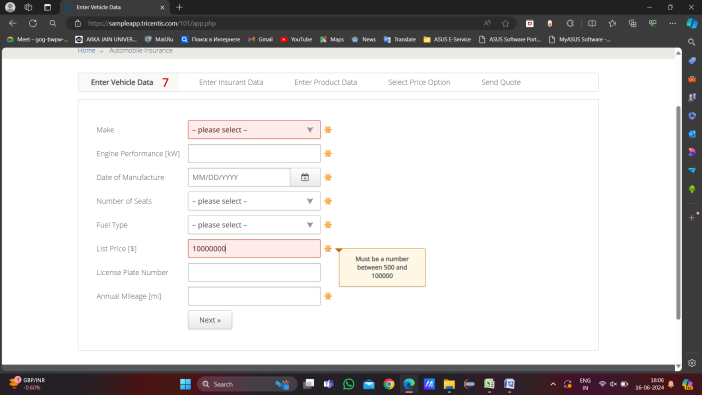 Enter Vehicle Data
https://sampleapp.tricentis.com/101/app.php
Meet – gog-bwpw-...
ARKA JAIN UNIVER...
Mail.Ru
Поиск в Интернете
Gmail
YouTube
Maps
News
Translate
ASUS E-Service
ASUS Software Port...
MyASUS Software -...
Home » Automobile Insurance
Enter Vehicle Data 7
Enter Insurant Data
Enter Product Data
Select Price Option
Send Quote
Make
– please select –
Engine Performance [kW]
Date of Manufacture
MM/DD/YYYY
Number of Seats
– please select –
Fuel Type
– please select –
List Price [$]
10000000
Must be a number
between 500 and
100000
License Plate Number
Annual Mileage [mi]
Next »
GBP/INR
-0.60%
Search
ENG
IN
18:06
16-06-2024